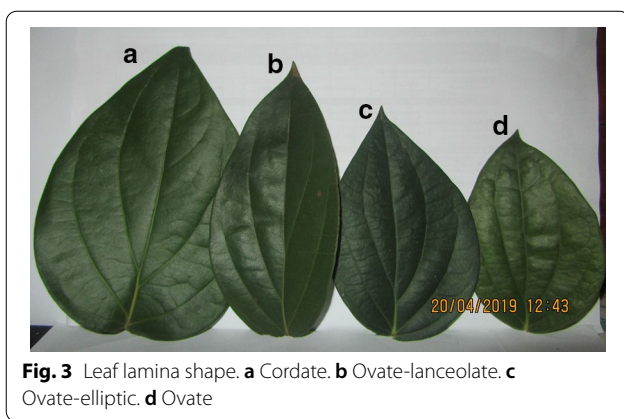 a
b
c
d
20/04/2019 12:43
Fig. 3 Leaf lamina shape. a Cordate. b Ovate-lanceolate. c
Ovate-elliptic. d Ovate